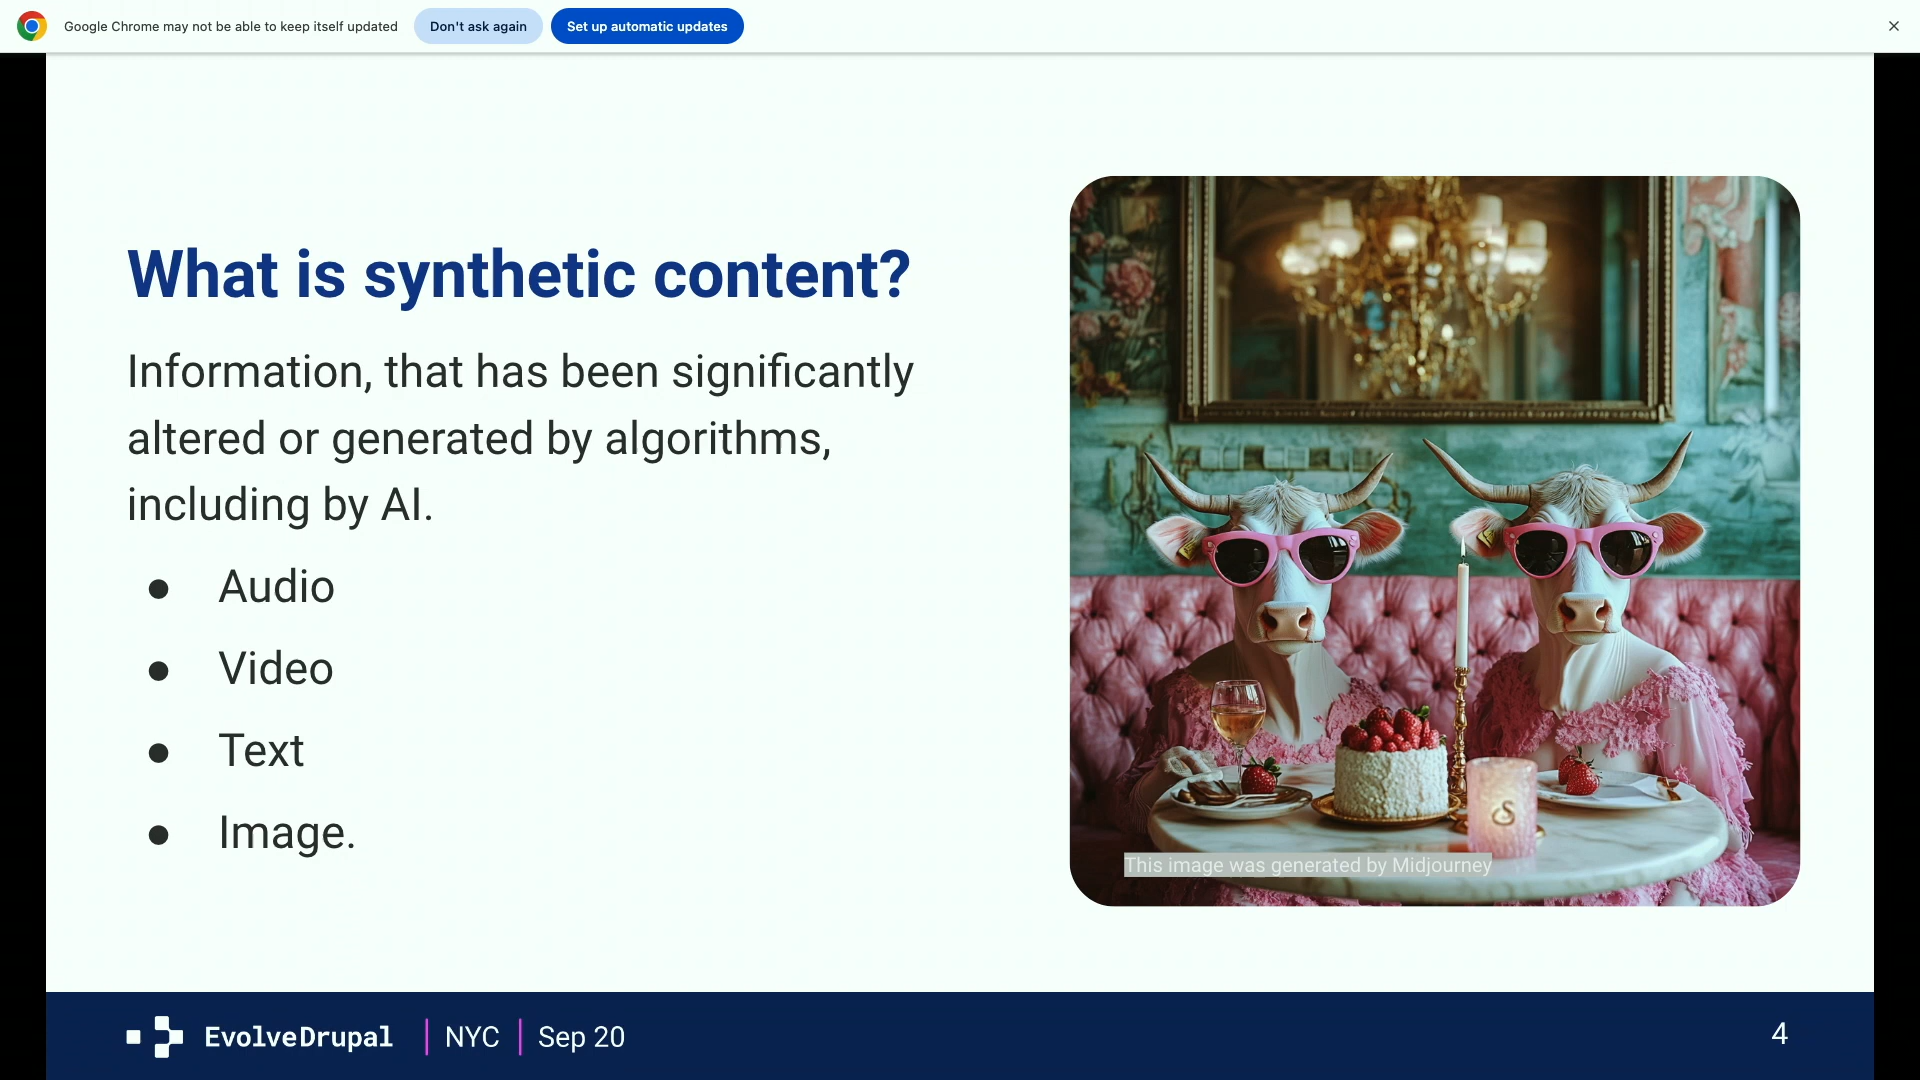 Google Chrome may not be able to keep itself updated
Don't ask again
Set up automatic updates
What is synthetic content?
Information, that has been significantly
altered or generated by algorithms,
including by AI.
● Audio
● Video
● Text
● Image.
This image was generated by Midjourney
EvolveDrupal | NYC | Sep 20
4